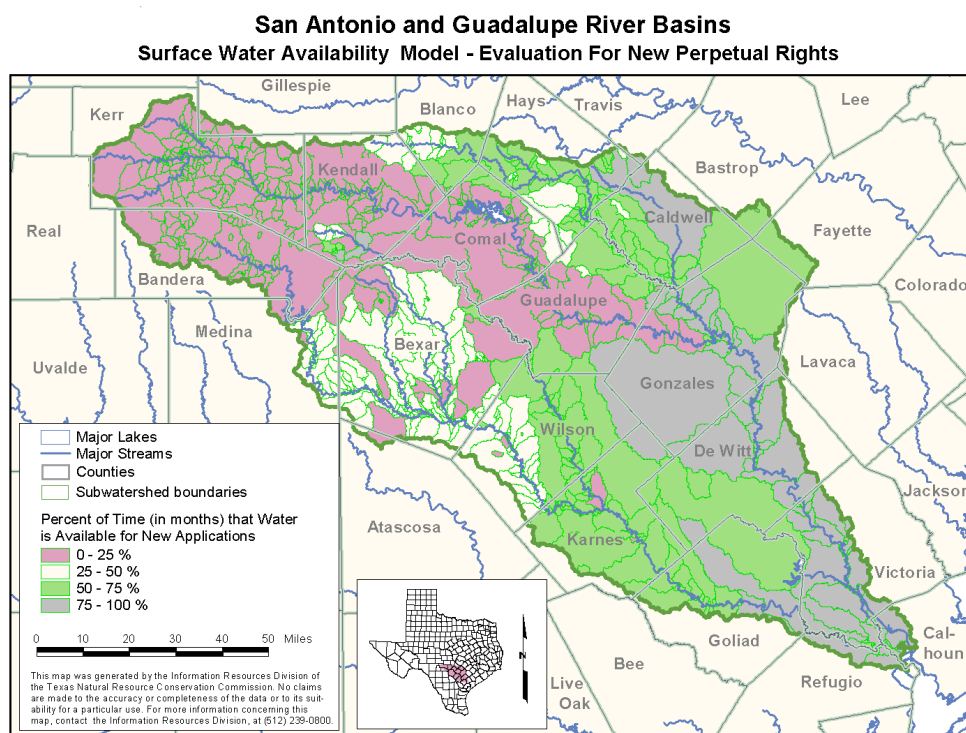 San Antonio and Guadalupe River Basins
Surface Water Availability Model - Evaluation For New Perpetual Rights
Gillespie
Kerr
Blanco
Hays
Travis
Lee
Bastrop
Kendall
Caldwell
Real
Comal
Fayette
Bandera
Colorado
Guadalupe
Medina
Bexar
Uvalde
Lavaca
Gonzales
Wilson
De Witt
Jackson
Atascosa
Karnes
Victoria
Goliad
Cal-
houn
Bee
Refugio
Live
Oak
Major Lakes
Major Streams
Counties
Subwatershed boundaries
Percent of Time (in months) that Water
is Available for New Applications
0 - 25 %
25 - 50 %
50 - 75 %
75 - 100 %
0 10 20 30 40 50 Miles
This map was generated by the Information Resources Division of
the Texas Natural Resource Conservation Commission. No claims
are made to the accuracy or completeness of the data or to its suit-
ability for a particular use. For more information concerning this
map, contact the Information Resources Division, at (512) 239-0800.
N